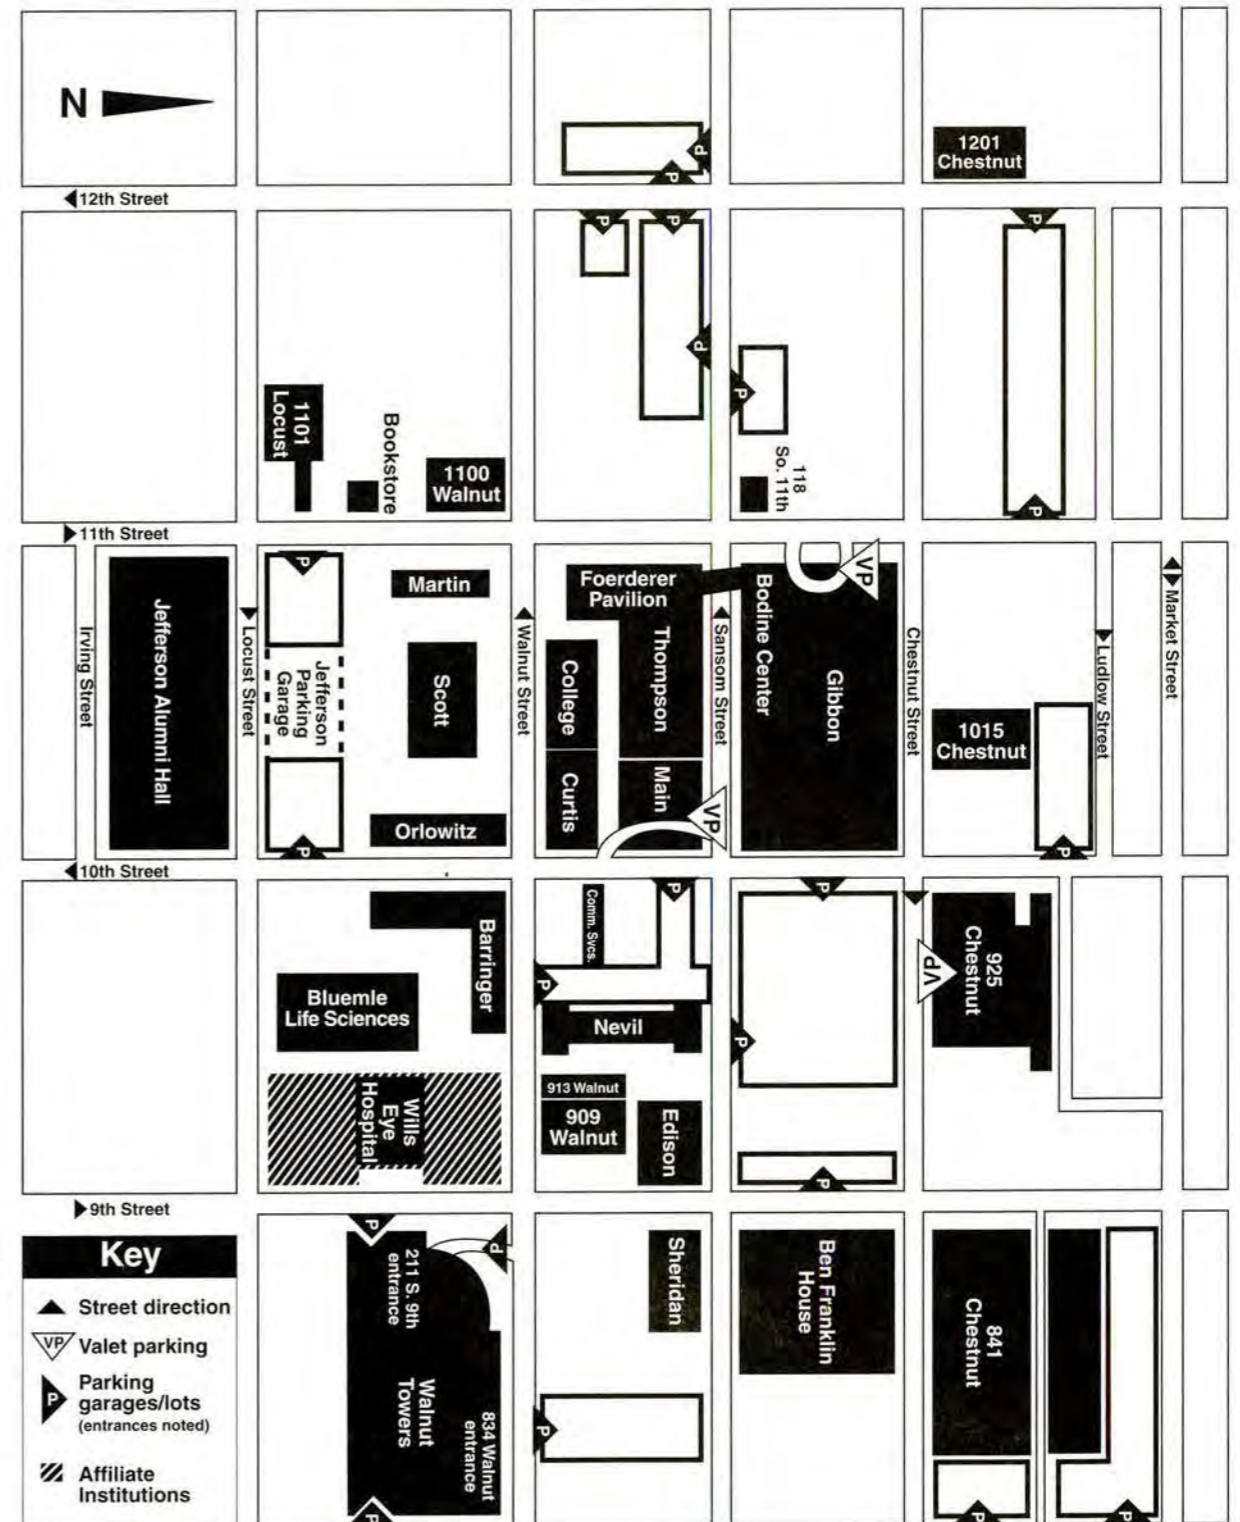 N
1201
Chestnut
12th Street
P
P
P
P
P
1101
Locust
Bookstore
1100
Walnut
P
P
118
So. 11th
P
11th Street
Irving Street
Jefferson Alumni Hall
Locust Street
P
Jefferson
Parking
Garage
P
Martin
Scott
Orlowitz
Walnut Street
Foerderer
Pavilion
Thompson
College
Curtis
Main
VP
Sansom Street
Bodine Center
Gibbon
VP
Chestnut Street
1015
Chestnut
P
Ludlow Street
Market Street
10th Street
Barringer
Bluemle
Life Sciences
Wills
Eye
Hospital
Comm. Svcs.
P
P
Nevil
913 Walnut
909
Walnut
Edison
P
P
P
VP
925
Chestnut
9th Street
Key
Street direction
VP
Valet parking
P
Parking
garages/lots
(entrances noted)
Affiliate
Institutions
P
P
211 S. 9th
entrance
Walnut
Towers
834 Walnut
entrance
P
Sheridan
P
Ben Franklin
House
841
Chestnut
P
P